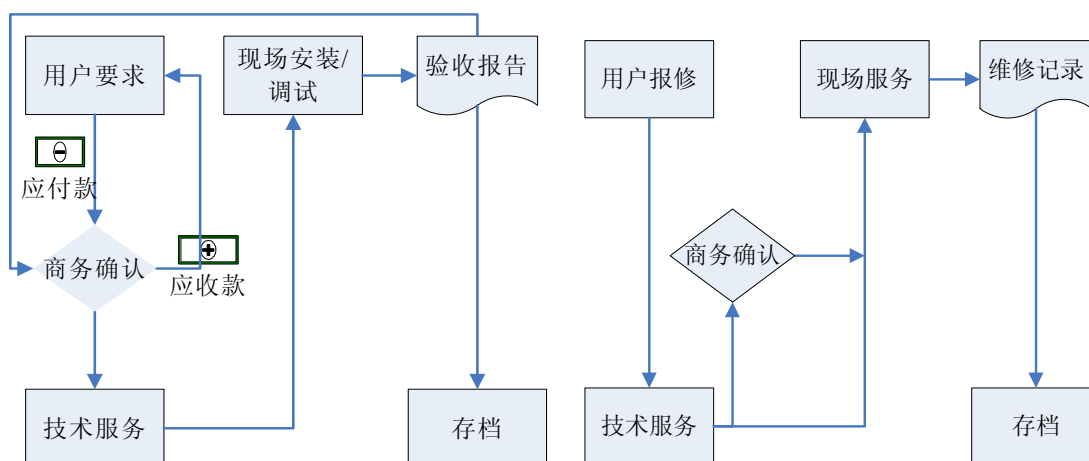 用户要求
现场安装/
调试
验收报告
应付款
商务确认
应收款
技术服务
存档
用户报修
现场服务
维修记录
商务确认
技术服务
存档